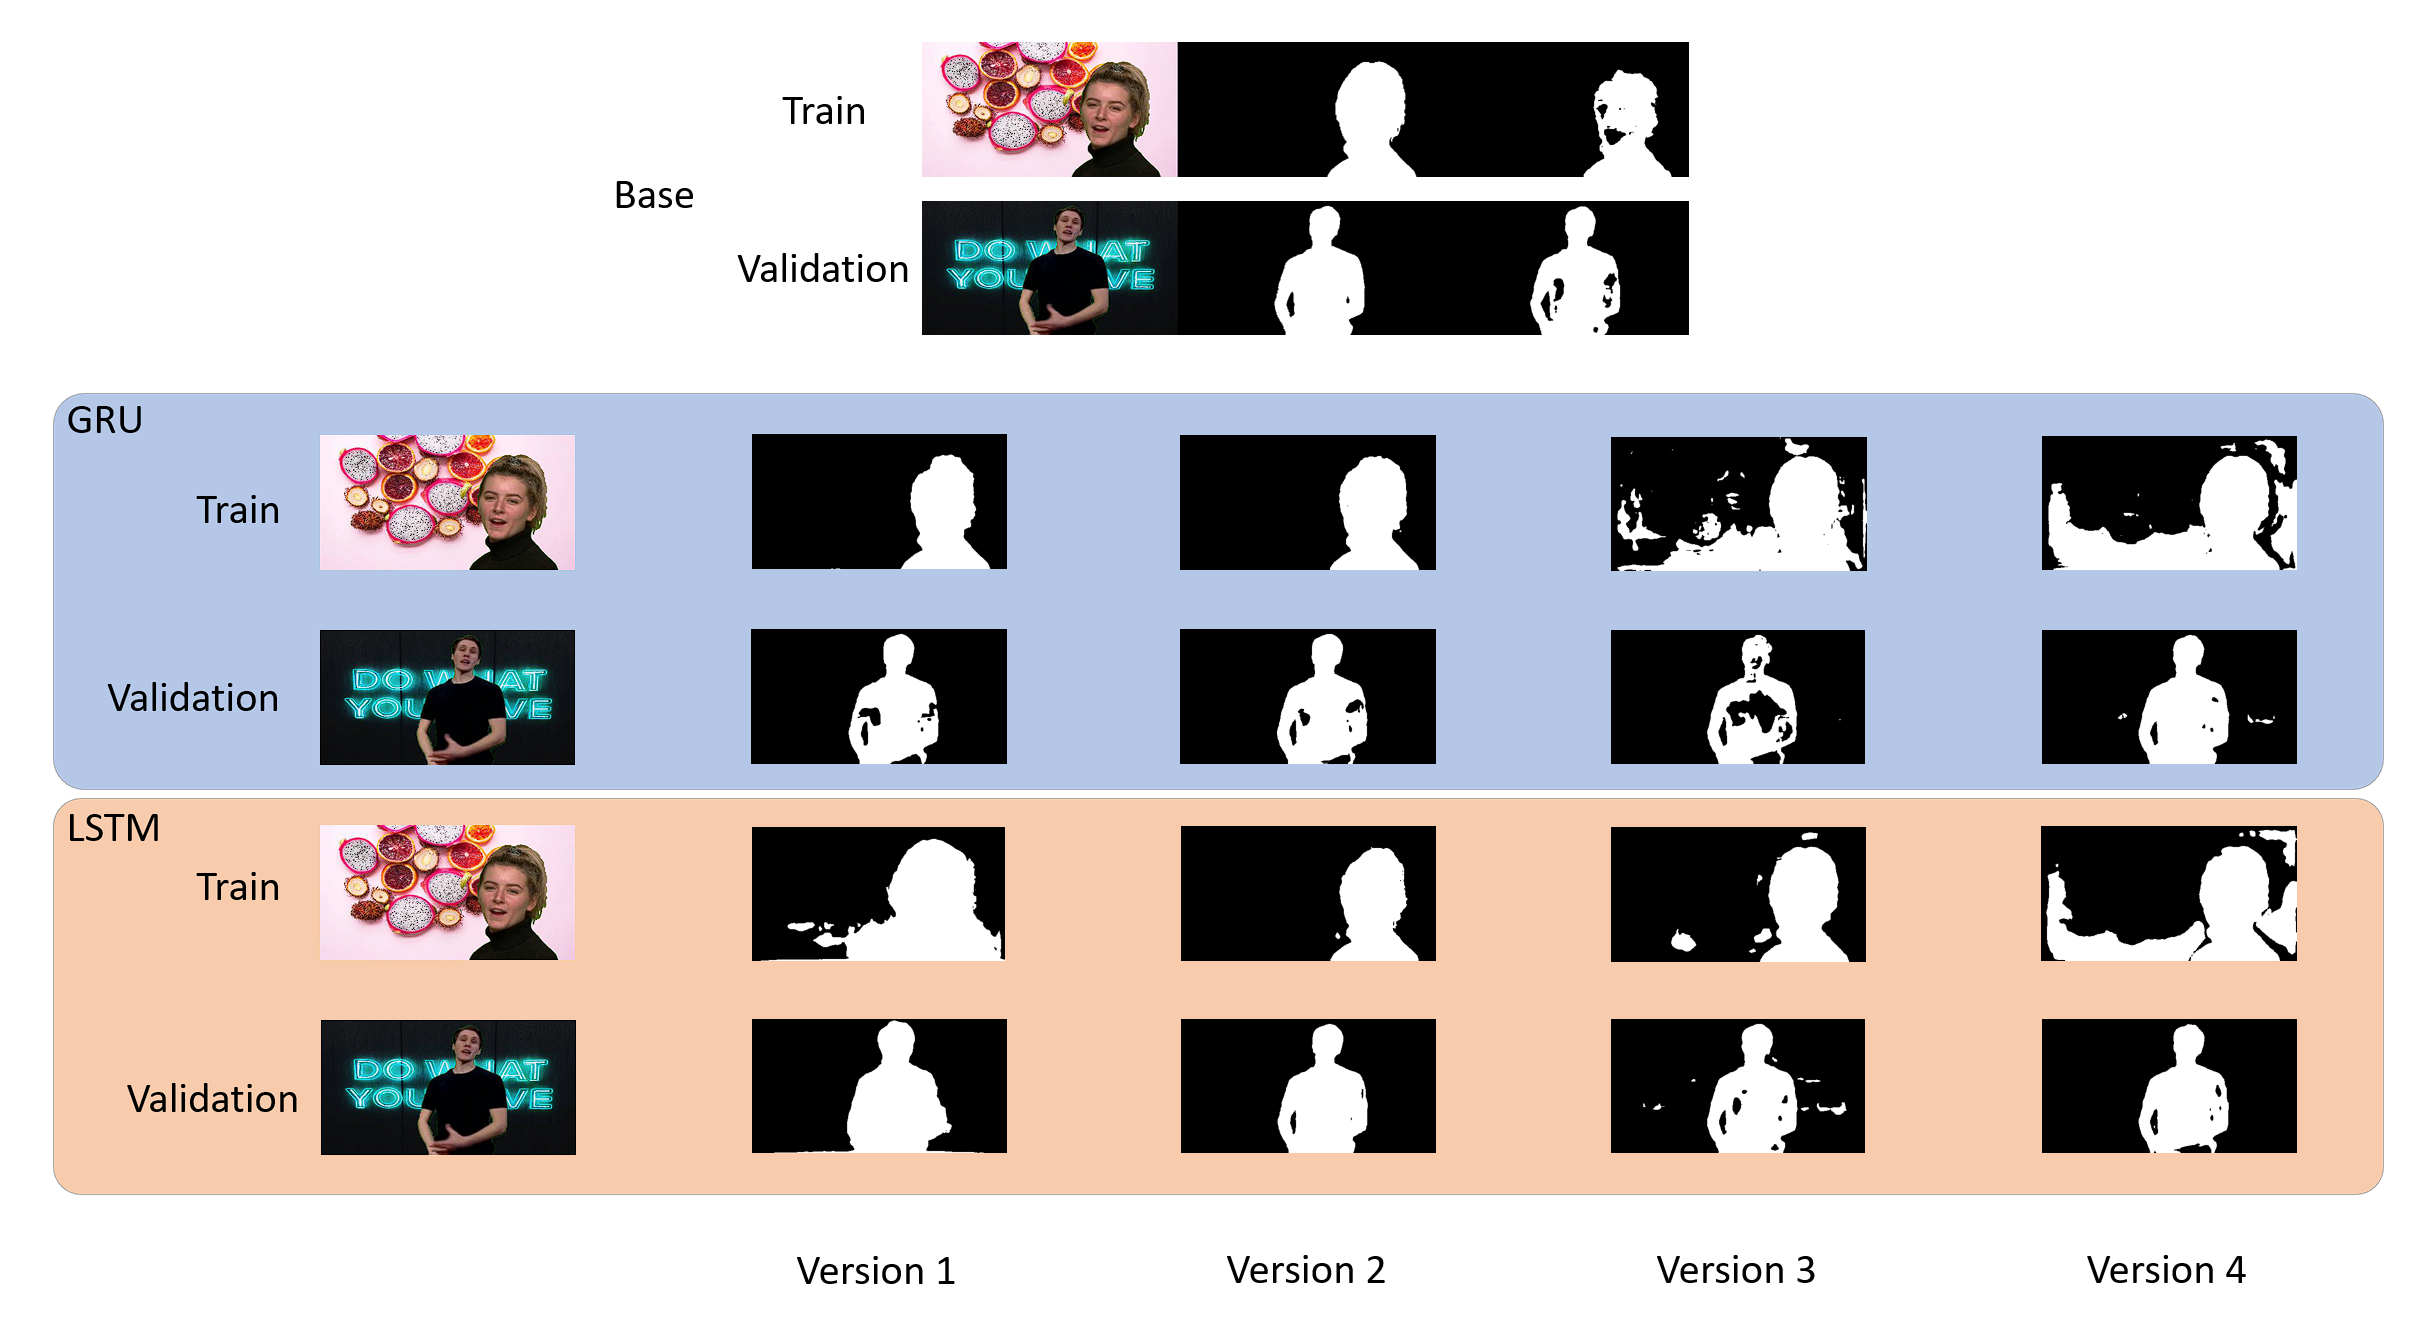 Train
Base
Validation
DO WHAT
YOU VE
GRU
Train
Validation
DO W AT
YOU VE
LSTM
Train
Validation
DO W AT
YOU VE
Version 1
Version 2
Version 3
Version 4